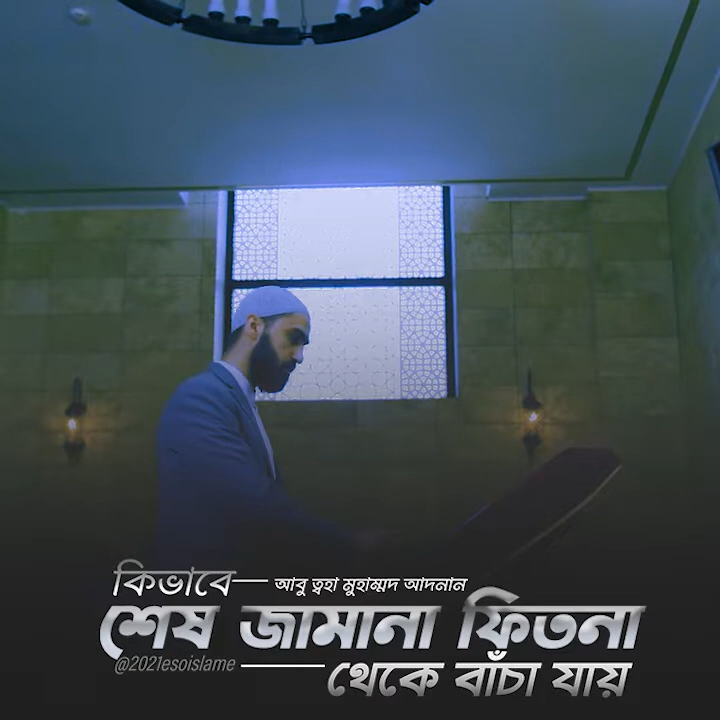 কিভাবে — আবু ত্বহা মুহাম্মদ আদনান
শেষ জামানা ফিতনা
@2021esoislame — থেকে বাঁচা যায়